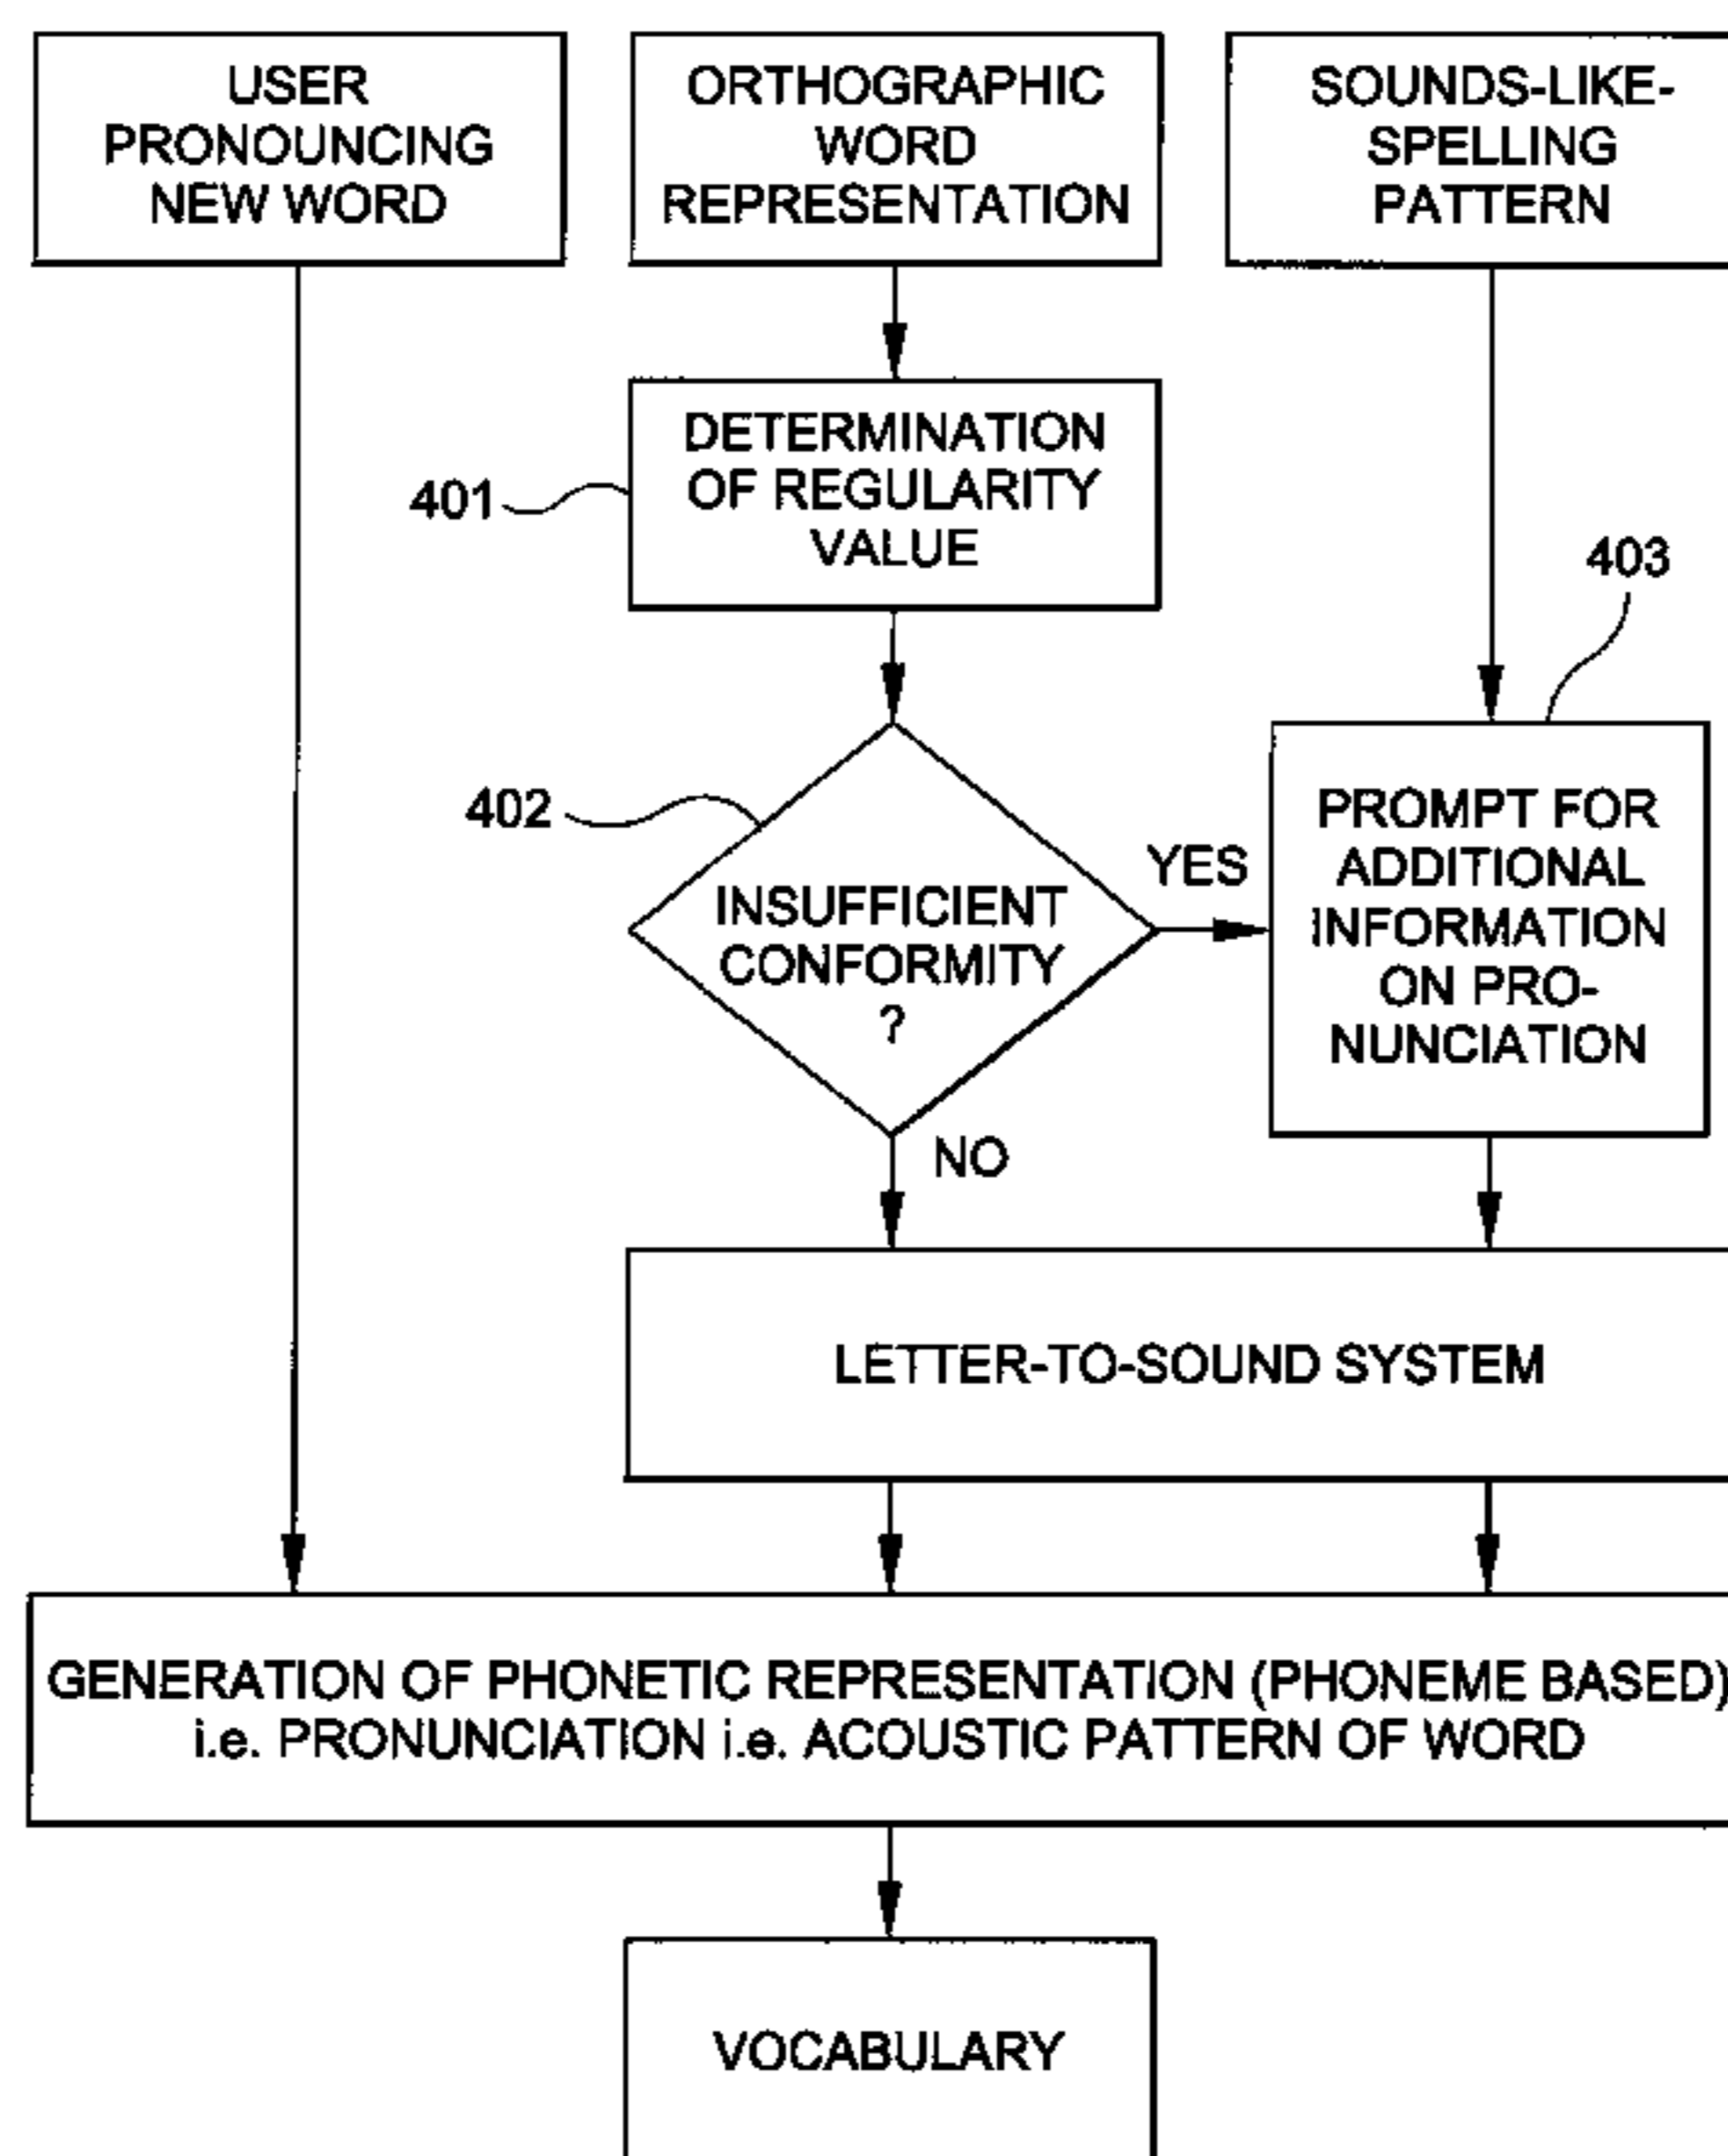 USER
PRONOUNCING
NEW WORD
ORTHOGRAPHIC
WORD
REPRESENTATION
SOUNDS-LIKE-
SPELLING
PATTERN
401
DETERMINATION
OF REGULARITY
VALUE
403
402
INSUFFICIENT
CONFORMITY
?
YES
NO
PROMPT FOR
ADDITIONAL
INFORMATION
ON PRO-
NUNCIATION
LETTER-TO-SOUND SYSTEM
GENERATION OF PHONETIC REPRESENTATION (PHONEME BASED)
i.e. PRONUNCIATION i.e. ACOUSTIC PATTERN OF WORD
VOCABULARY